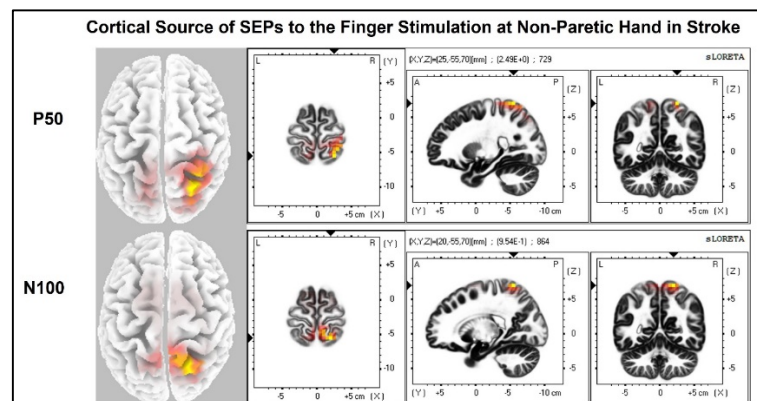 Cortical Source of SEPs to the Finger Stimulation at Non-Paretic Hand in Stroke
P50
L R (Y)
+5
0
-5
-10
-5 0 +5 cm (X)
(X,Y,Z)=(25,-55,70)[mm] ; (2.49E+0) ; 729 sLORETA
A P (Z)
+5
0
-5
(Y) +5 0 -5 -10 cm
L R (Z)
+5
0
-5
-5 0 +5 cm (X)
N100
L R (Y)
+5
0
-5
-10
-5 0 +5 cm (X)
(X,Y,Z)=(20,-55,70)[mm] ; (9.54E-1) ; 864 sLORETA
A P (Z)
+5
0
-5
(Y) +5 0 -5 -10 cm
L R (Z)
+5
0
-5
-5 0 +5 cm (X)